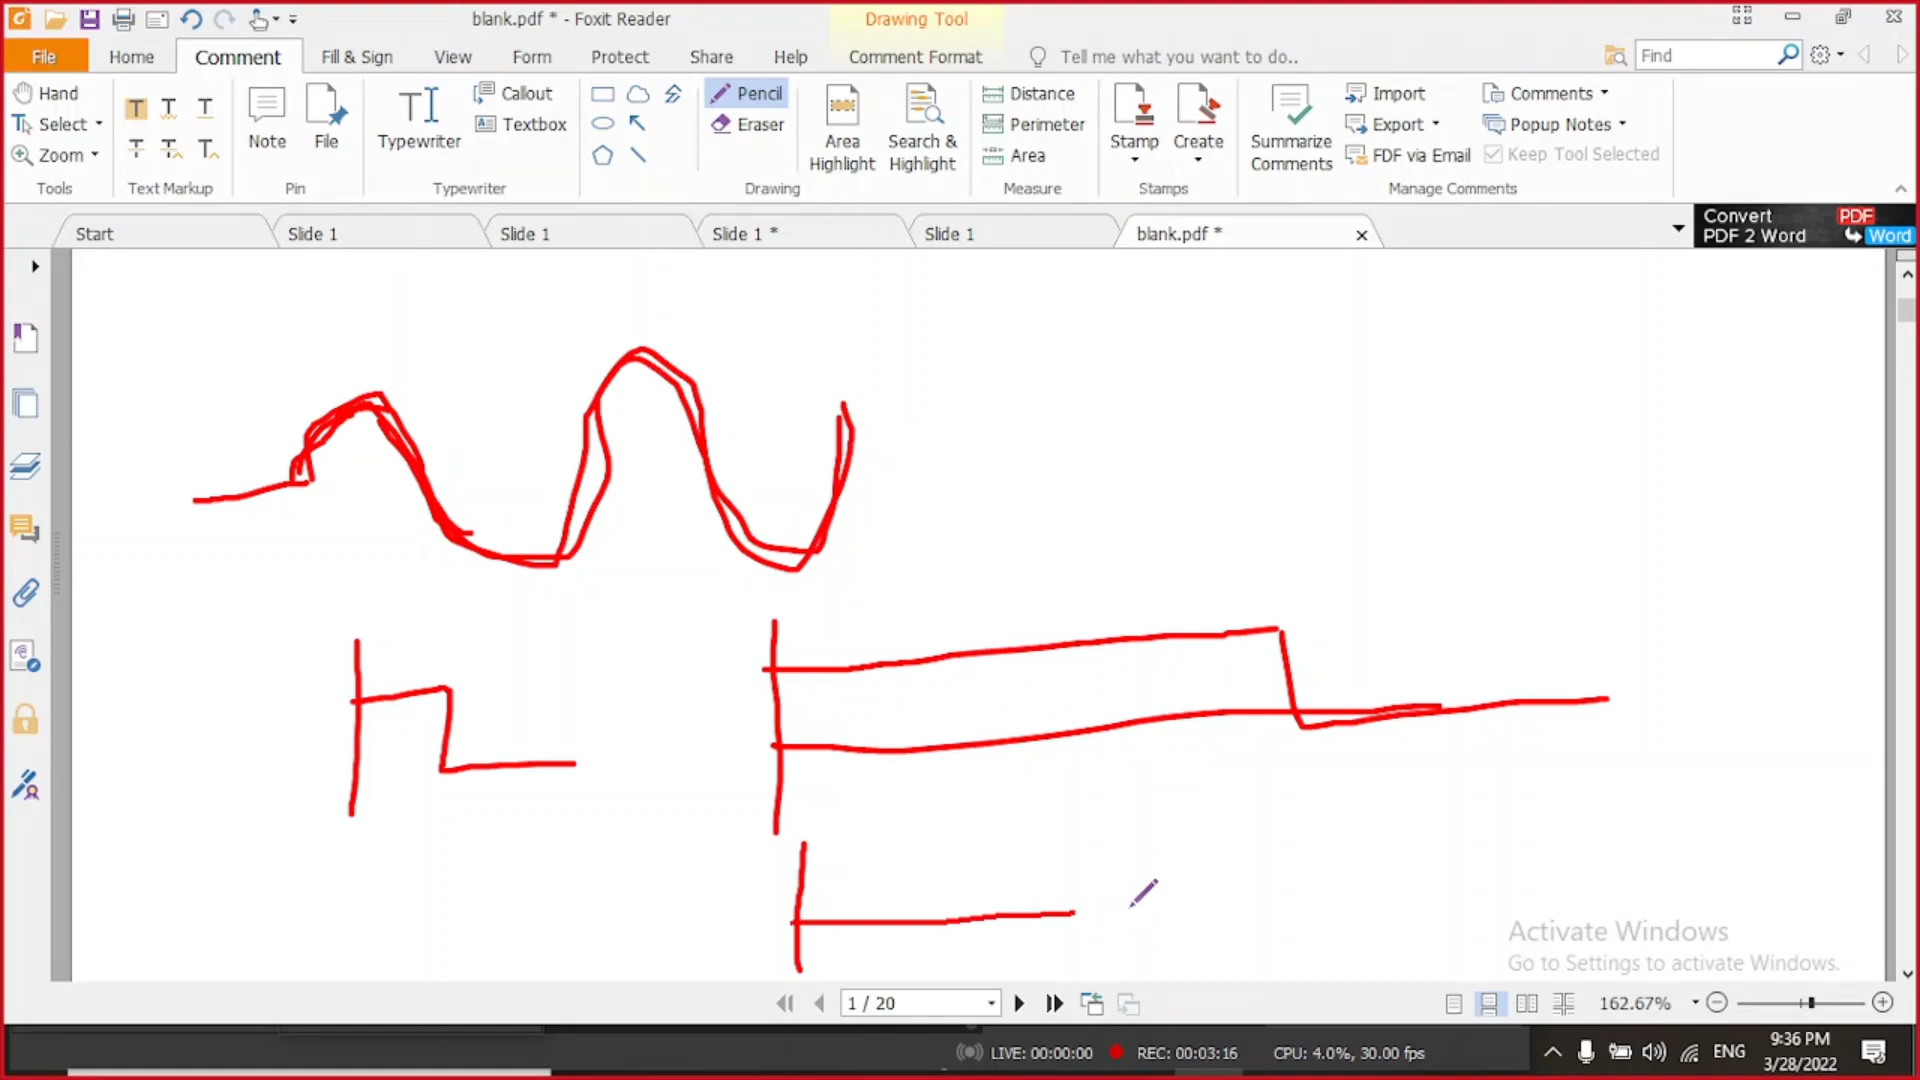 blank.pdf * - Foxit Reader
Drawing Tool
File
Home
Comment
Fill & Sign
View
Form
Protect
Share
Help
Comment Format
Tell me what you want to do..
Find
Hand
Select
Zoom
Tools
Text Markup
Note
File
Pin
Typewriter
Callout
Textbox
Typewriter
Pencil
Eraser
Area Highlight
Search & Highlight
Drawing
Distance
Perimeter
Area
Measure
Stamp
Create
Stamps
Summarize Comments
Import
Export
FDF via Email
Comments
Popup Notes
Keep Tool Selected
Manage Comments
Start
Slide 1
Slide 1
Slide 1 *
Slide 1
blank.pdf *
Convert PDF
PDF 2 Word Word
Activate Windows
Go to Settings to activate Windows.
1 / 20
162.67%
LIVE: 00:00:00
REC: 00:03:16
CPU: 4.0%, 30.00 fps
ENG
9:36 PM
3/28/2022